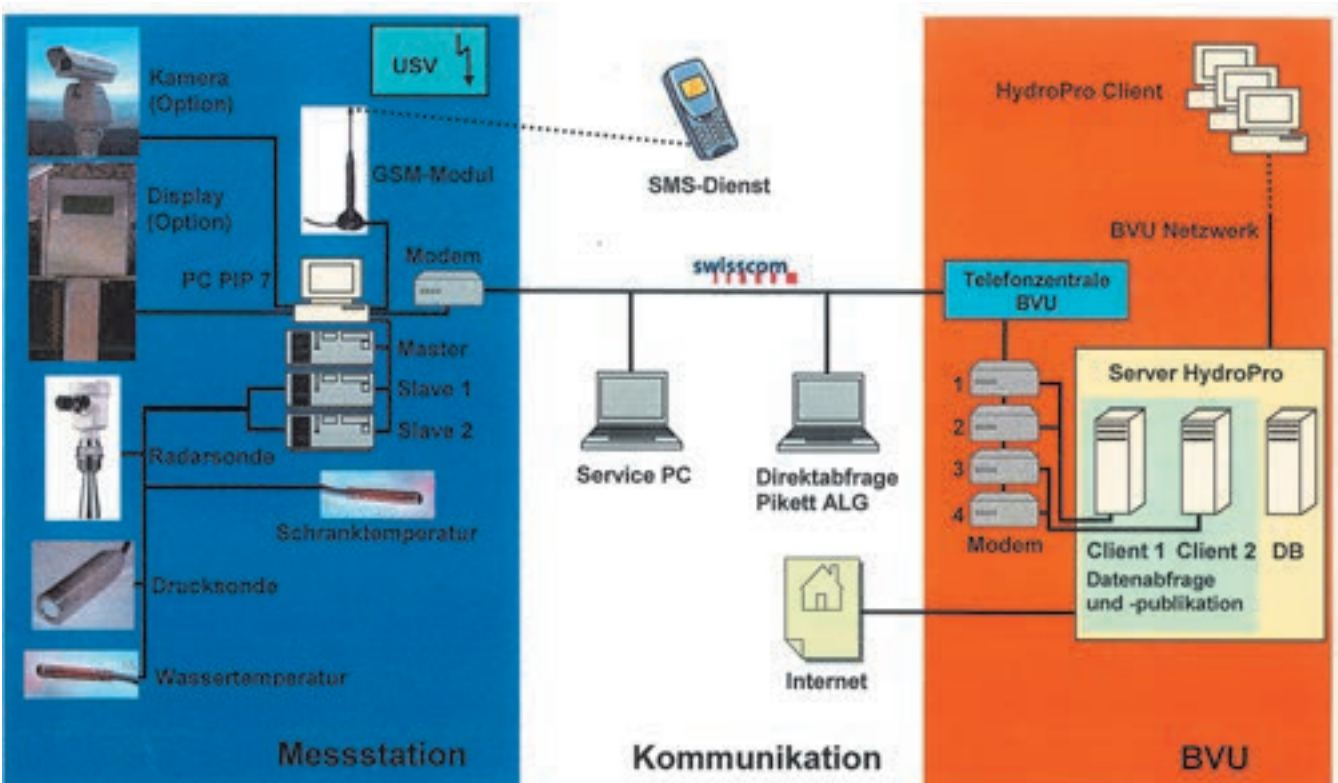 Kamera
(Option)
USV
GSM-Modul
Display
(Option)
PC PIP 7
Modem
Master
Slave 1
Slave 2
Radarsonde
Schranktemperatur
Drucksonde
Wassertemperatur
Messstation
SMS-Dienst
swisscom
Service PC
Direktabfrage
Pikett ALG
Internet
Kommunikation
HydroPro Client
BVU Netzwerk
Telefonzentrale
BVU
Server HydroPro
1
2
3
4
Modem
Client 1
Client 2
DB
Datenabfrage
und -publikation
BVU